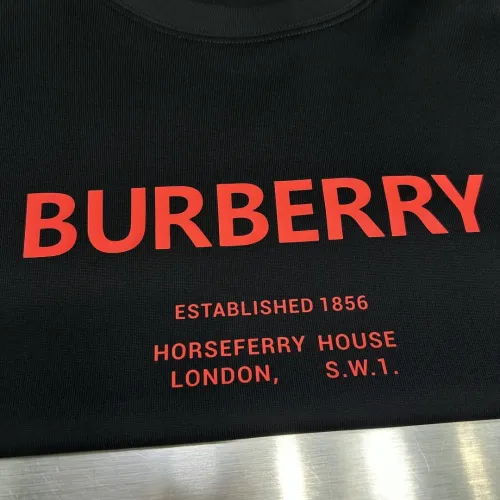 BURBERRY
ESTABLISHED 1856
HORSEFERRY HOUSE
LONDON, S.W.1.